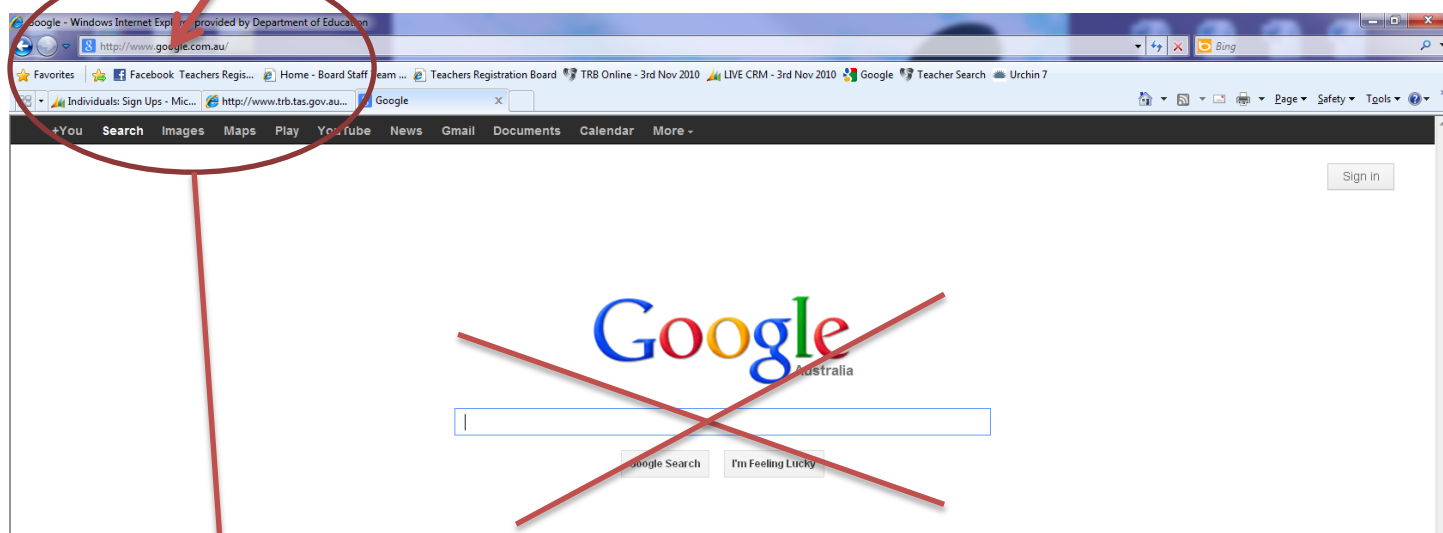 Google - Windows Internet Explorer provided by Department of Education
http://www.google.com.au/
Bing
Favorites Facebook Teachers Regis... Home - Board Staff Team ... Teachers Registration Board TRB Online - 3rd Nov 2010 LIVE CRM - 3rd Nov 2010 Google Teacher Search Urchin 7
Individuals: Sign Ups - Mic... http://www.trb.tas.gov.au... Google x Page Safety Tools
+You Search Images Maps Play YouTube News Gmail Documents Calendar More
Sign in
Google
Australia
Google Search I'm Feeling Lucky